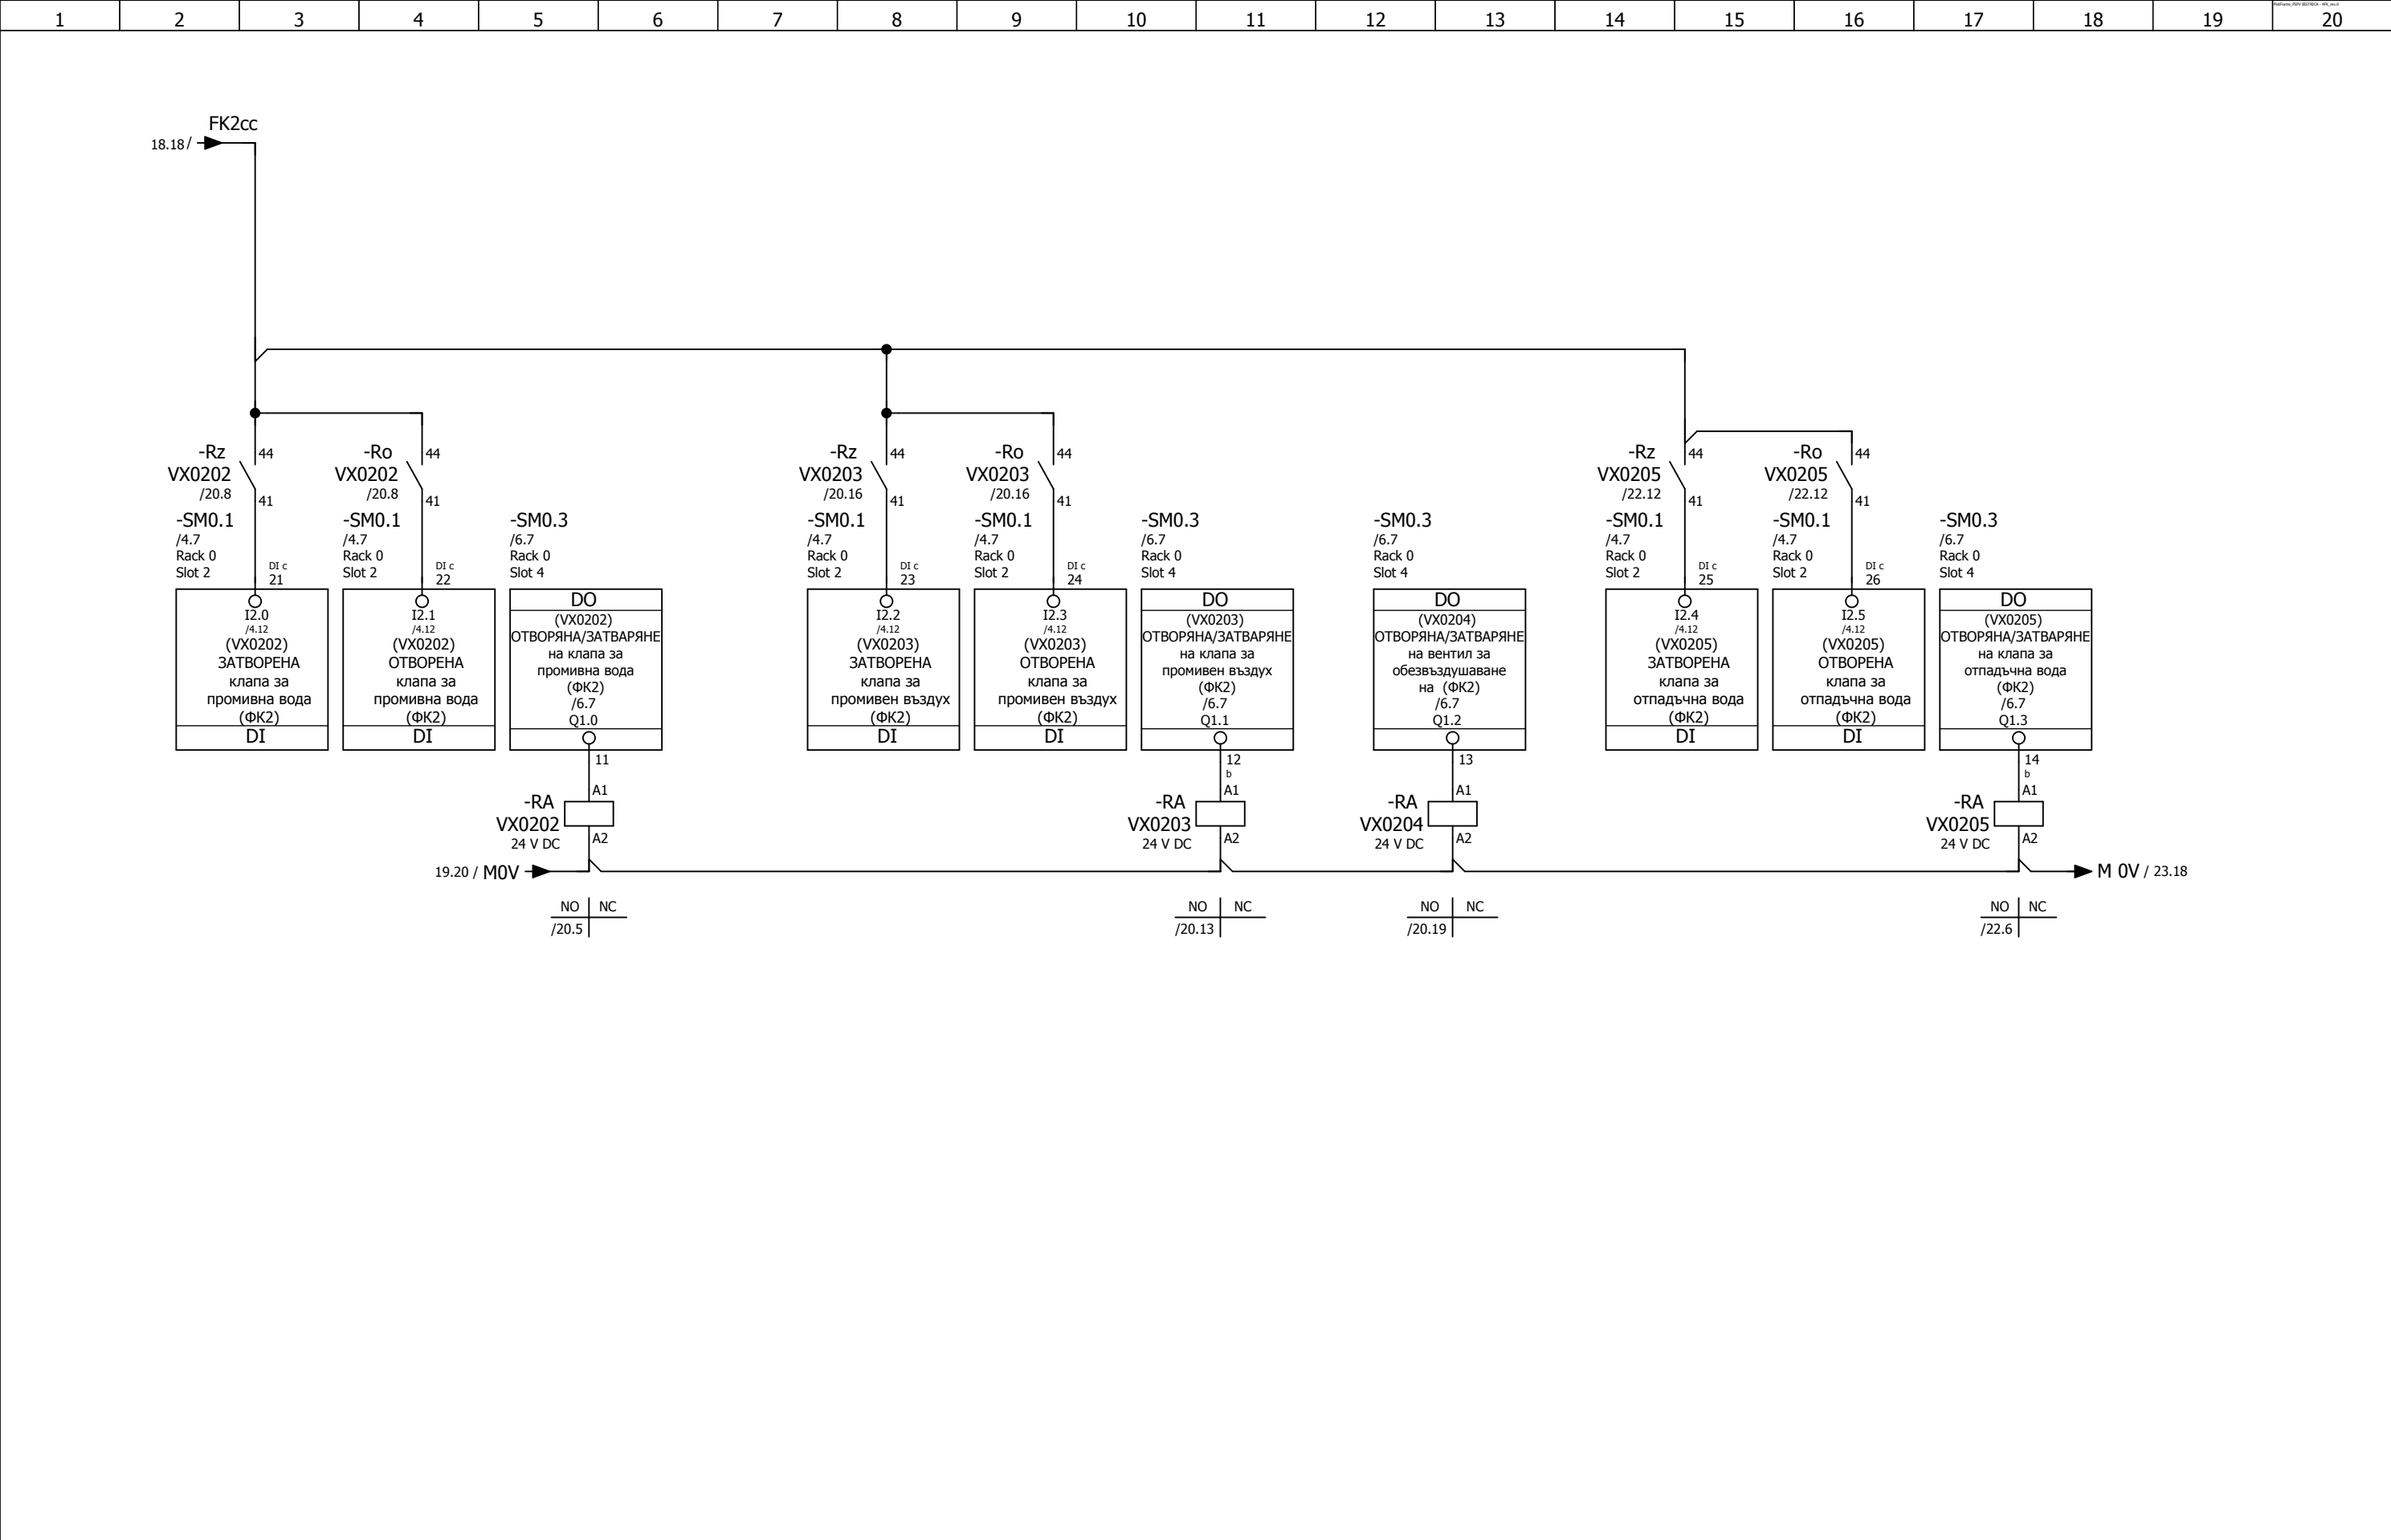 1 2 3 4 5 6 7 8 9 10 11 12 13 14 15 16 17 18 19 20
FK2cc
18.18 /
-Rz
VX0202
/20.8
44
41
-SM0.1
/4.7
Rack 0
Slot 2
21
I2.0
/4.12
(VX0202)
ЗАТВОРЕНА
клапа за
промивна вода
(ФК2)
DI
-Ro
VX0202
/20.8
44
41
-SM0.1
/4.7
Rack 0
Slot 2
DI c
22
I2.1
/4.12
(VX0202)
ОТВОРЕНА
клапа за
промивна вода
(ФК2)
DI
DI c
-SM0.3
/6.7
Rack 0
Slot 4
DO
(VX0202)
ОТВОРЯНА/ЗАТВАРЯНЕ
на клапа за
промивна вода
(ФК2)
/6.7
Q1.0
11
A1
-RA
VX0202
24 V DC
A2
19.20 / M0V
NO NC
/20.5
-Rz
VX0203
/20.16
44
41
-SM0.1
/4.7
Rack 0
Slot 2
DI c
23
I2.2
/4.12
(VX0203)
ЗАТВОРЕНА
клапа за
промивен въздух
(ФК2)
DI
-Ro
VX0203
/20.16
44
41
-SM0.1
/4.7
Rack 0
Slot 2
DI c
24
I2.3
/4.12
(VX0203)
ОТВОРЕНА
клапа за
промивен въздух
(ФК2)
DI
-SM0.3
/6.7
Rack 0
Slot 4
DO
(VX0203)
ОТВОРЯНА/ЗАТВАРЯНЕ
на клапа за
промивен въздух
(ФК2)
/6.7
Q1.1
12
b
A1
-RA
VX0203
24 V DC
A2
NO NC
/20.13
-SM0.3
/6.7
Rack 0
Slot 4
DO
(VX0204)
ОТВОРЯНА/ЗАТВАРЯНЕ
на вентил за
обезвъздушаване
на (ФК2)
/6.7
Q1.2
13
A1
-RA
VX0204
24 V DC
A2
NO NC
/20.19
-Rz
VX0205
/22.12
44
41
-SM0.1
/4.7
Rack 0
Slot 2
DI c
25
I2.4
/4.12
(VX0205)
ЗАТВОРЕНА
клапа за
отпадъчна вода
(ФК2)
DI
-Ro
VX0205
/22.12
44
41
-SM0.1
/4.7
Rack 0
Slot 2
DI c
26
I2.5
/4.12
(VX0205)
ОТВОРЕНА
клапа за
отпадъчна вода
(ФК2)
DI
-SM0.3
/6.7
Rack 0
Slot 4
DO
(VX0205)
ОТВОРЯНА/ЗАТВАРЯНЕ
на клапа за
отпадъчна вода
(ФК2)
/6.7
Q1.3
14
b
A1
-RA
VX0205
24 V DC
A2
M 0V / 23.18
NO NC
/22.6